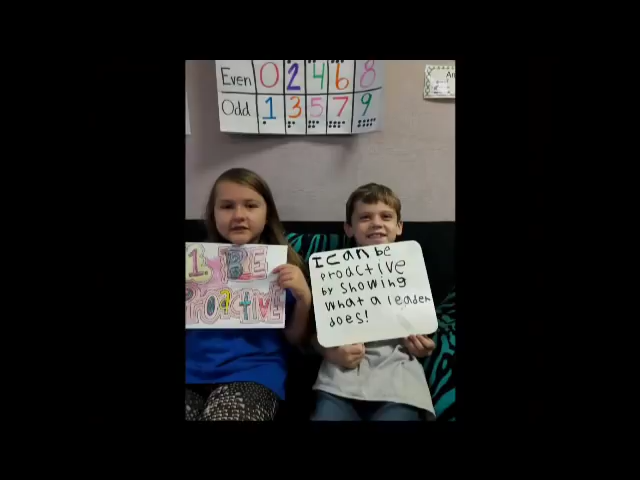 Even 0 2 4 6 8
Odd 1 3 5 7 9
An
1. BE
PROACTIVE
I can be
proactive
by showing
what a leader
does!